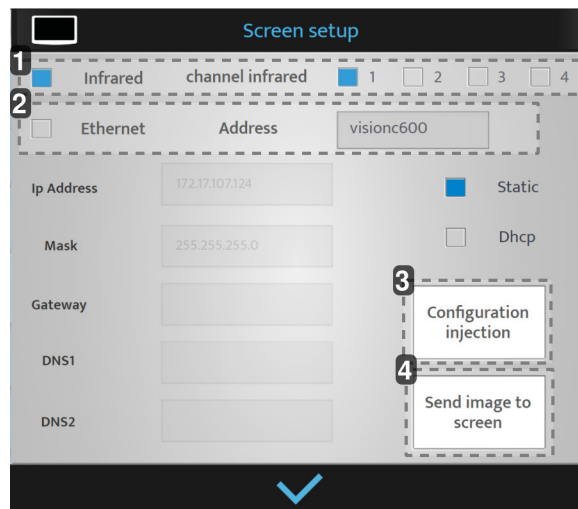 Screen setup
1
Infrared channel infrared 1 2 3 4
2
Ethernet Address visionc600
Ip Address 172.17.107.124 Static
Mask 255.255.255.0 Dhcp
3
Gateway
Configuration
injection
DNS1
4
Send image to
screen
DNS2